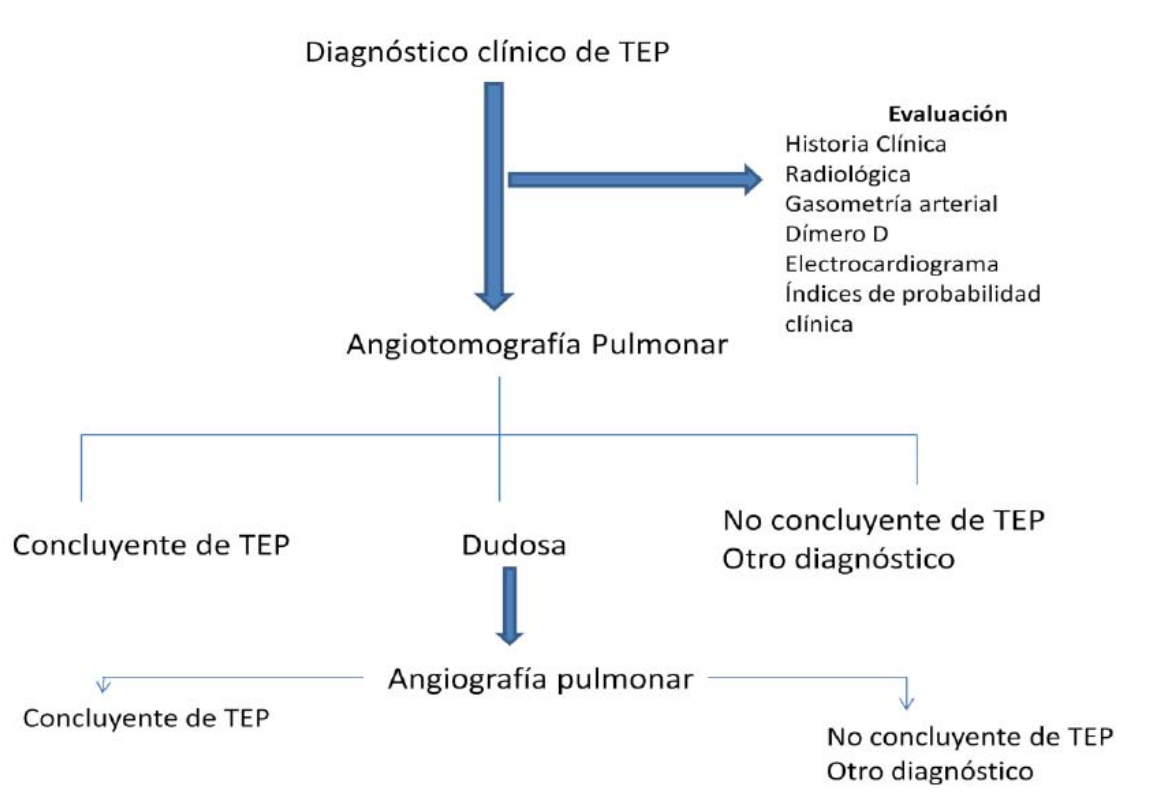 Diagnóstico clínico de TEP
Evaluación
Historia Clínica
Radiológica
Gasometría arterial
Dímero D
Electrocardiograma
Índices de probabilidad
clínica
Angiotomografía Pulmonar
Concluyente de TEP
Dudosa
No concluyente de TEP
Otro diagnóstico
Angiografía pulmonar
Concluyente de TEP
No concluyente de TEP
Otro diagnóstico